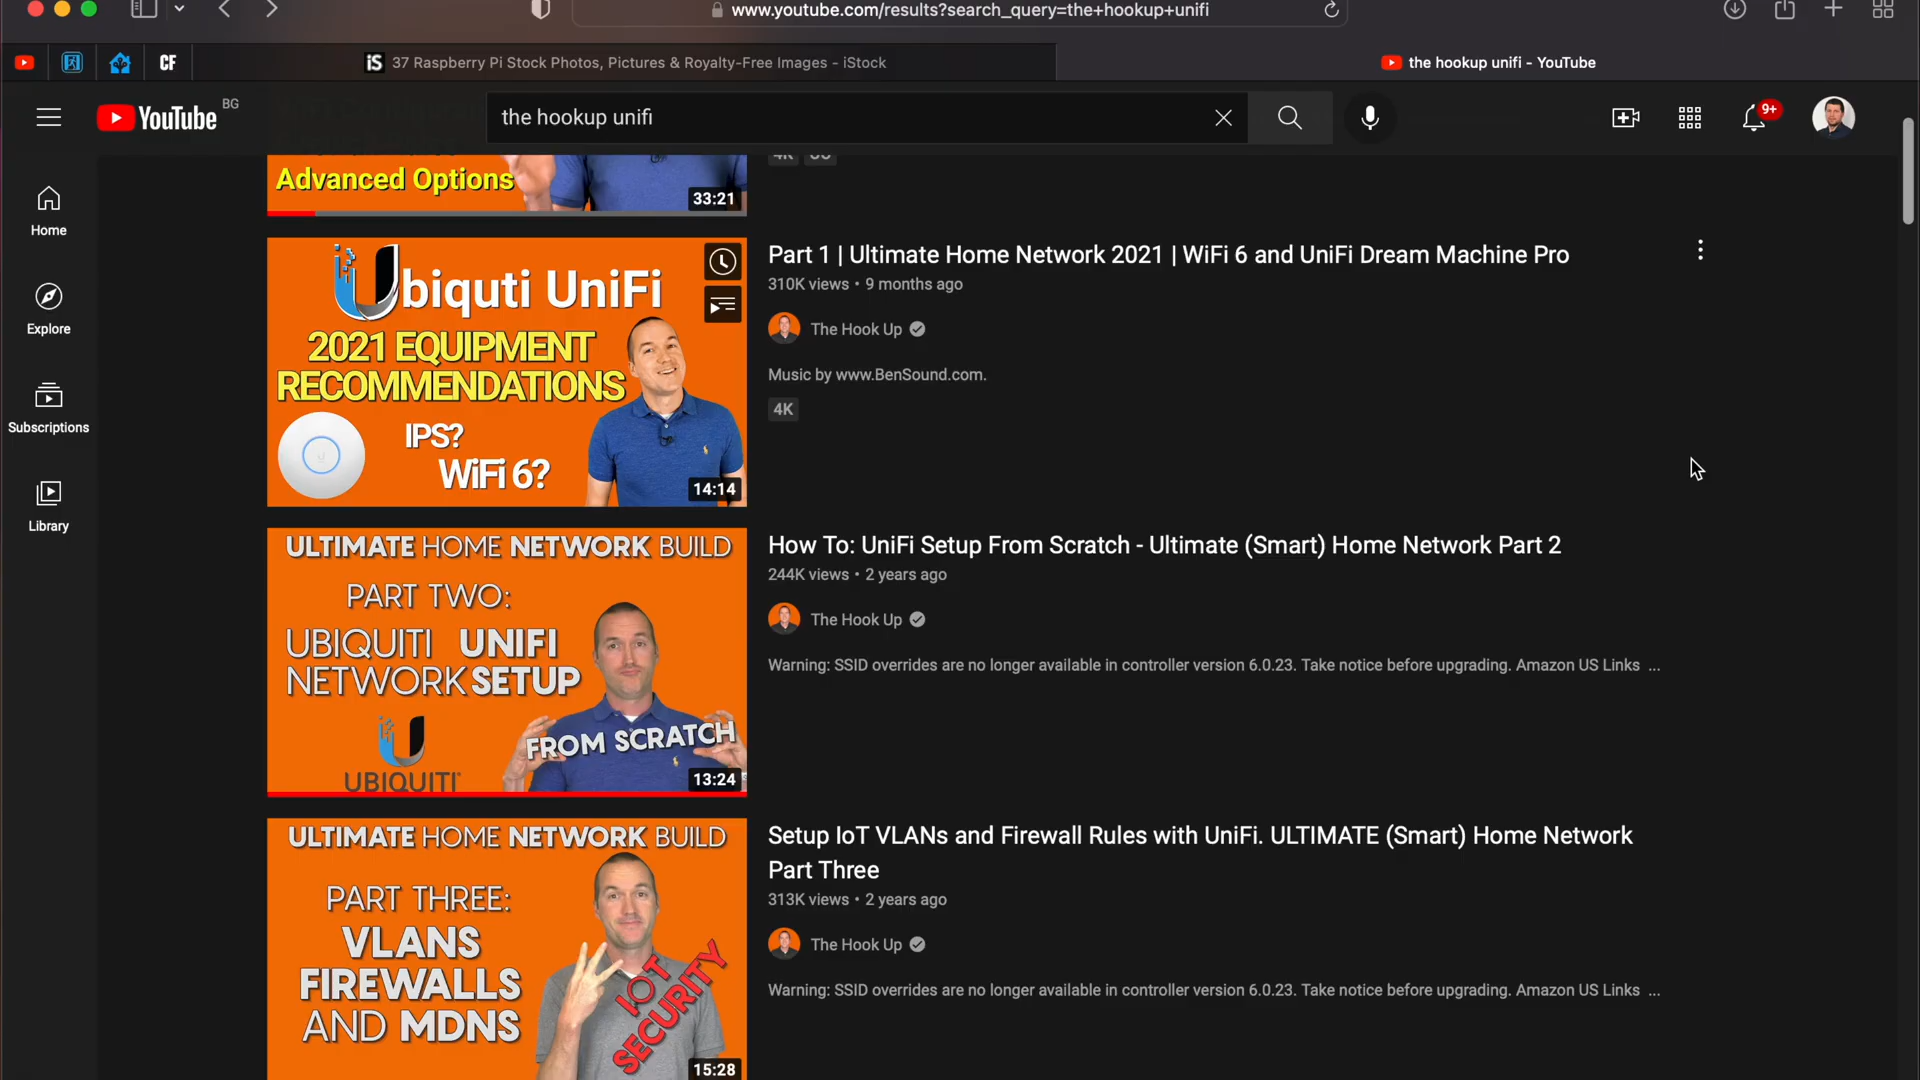 www.youtube.com/results?search_query=the+hookup+unifi
CF
iS 37 Raspberry Pi Stock Photos, Pictures & Royalty-Free Images - iStock
the hookup unifi - YouTube
YouTube BG
the hookup unifi
9+
Home
Explore
Subscriptions
Library
Advanced Options
33:21
Ubiquti UniFi
2021 EQUIPMENT
RECOMMENDATIONS
IPS?
WiFi 6?
14:14
Part 1 | Ultimate Home Network 2021 | WiFi 6 and UniFi Dream Machine Pro
310K views • 9 months ago
The Hook Up
Music by www.BenSound.com.
4K
ULTIMATE HOME NETWORK BUILD
PART TWO:
UBIQUITI UNIFI
NETWORK SETUP
FROM SCRATCH
UBIQUITI
13:24
How To: UniFi Setup From Scratch - Ultimate (Smart) Home Network Part 2
244K views • 2 years ago
The Hook Up
Warning: SSID overrides are no longer available in controller version 6.0.23. Take notice before upgrading. Amazon US Links ...
ULTIMATE HOME NETWORK BUILD
PART THREE:
VLANS
FIREWALLS
AND MDNS
IOT
SECURITY
15:28
Setup IoT VLANs and Firewall Rules with UniFi. ULTIMATE (Smart) Home Network
Part Three
313K views • 2 years ago
The Hook Up
Warning: SSID overrides are no longer available in controller version 6.0.23. Take notice before upgrading. Amazon US Links ...